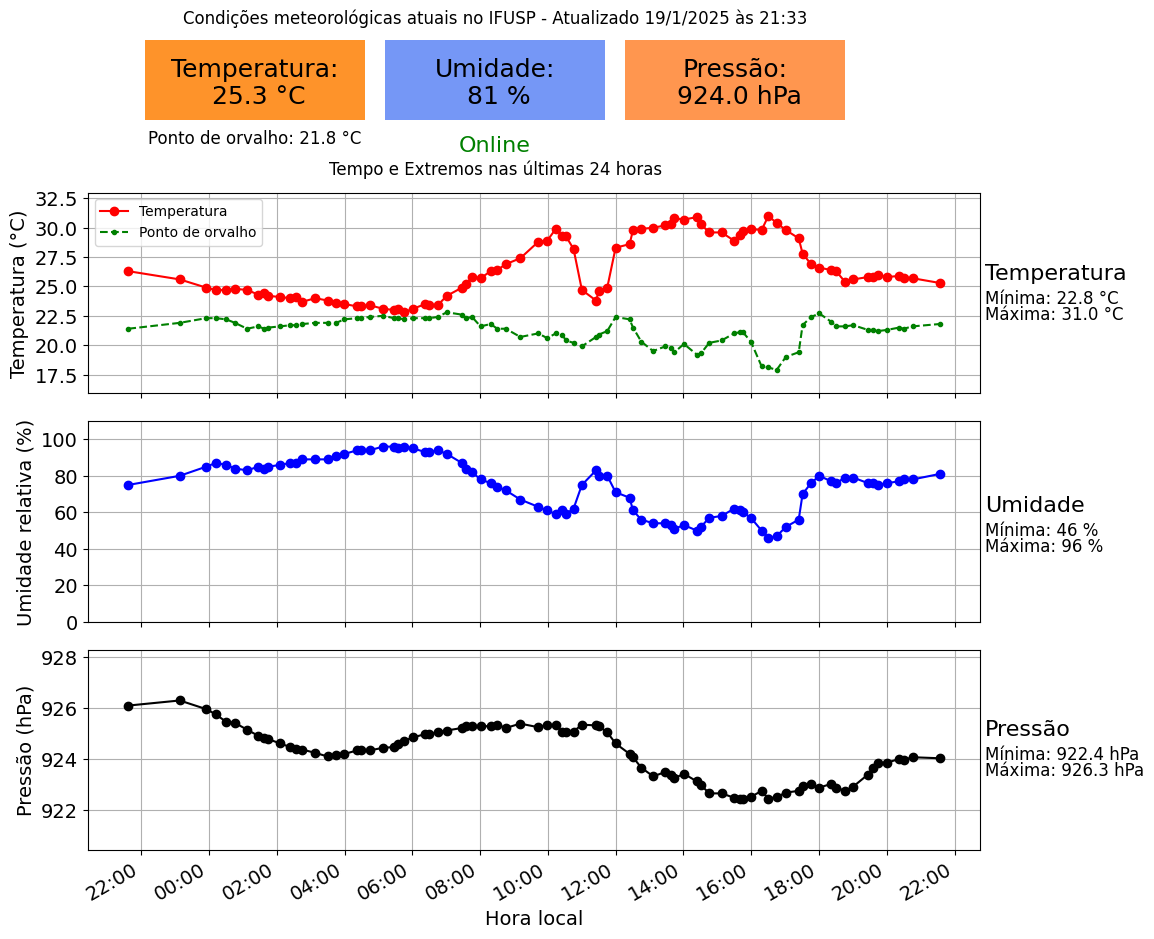 Condições meteorológicas atuais no IFUSP - Atualizado 19/1/2025 às 21:33
Temperatura:
25.3 °C
Umidade:
81 %
Pressão:
924.0 hPa
Ponto de orvalho: 21.8 °C
Online
Tempo e Extremos nas últimas 24 horas
Temperatura (°C)
32.5
30.0
27.5
25.0
22.5
20.0
17.5
Temperatura
Ponto de orvalho
Temperatura
Mínima: 22.8 °C
Máxima: 31.0 °C
Umidade relativa (%)
100
80
60
40
20
0
Umidade
Mínima: 46 %
Máxima: 96 %
Pressão (hPa)
928
926
924
922
Pressão
Mínima: 922.4 hPa
Máxima: 926.3 hPa
22:00 00:00 02:00 04:00 06:00 08:00 10:00 12:00 14:00 16:00 18:00 20:00 22:00
Hora local